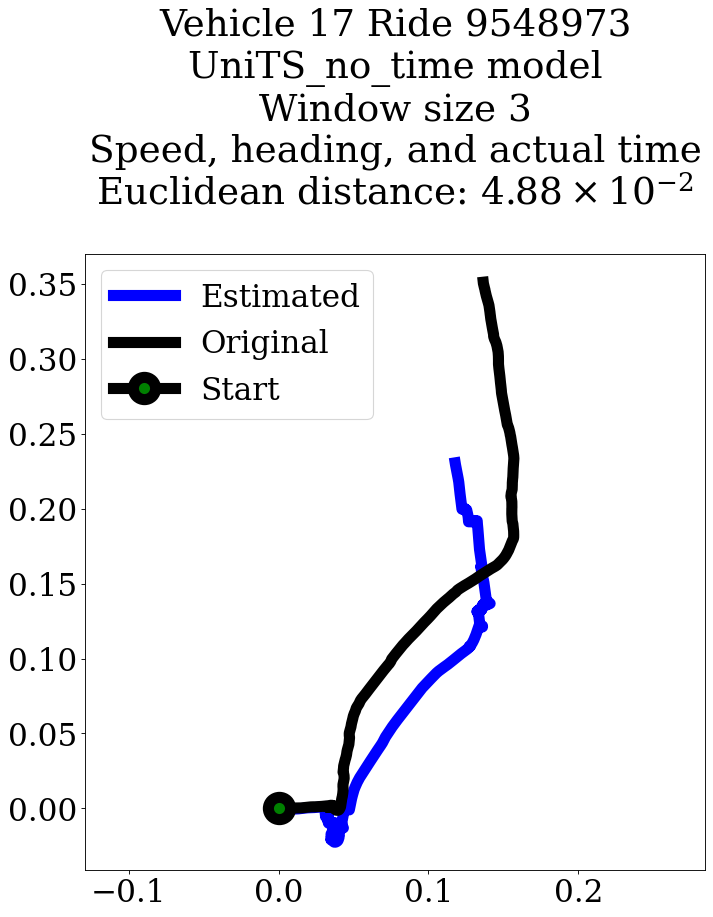 Vehicle 17 Ride 9548973
UniTS_no_time model
Window size 3
Speed, heading, and actual time
Euclidean distance: 4.88 × 10⁻²
Estimated
Original
Start
0.35
0.30
0.25
0.20
0.15
0.10
0.05
0.00
−0.1 0.0 0.1 0.2